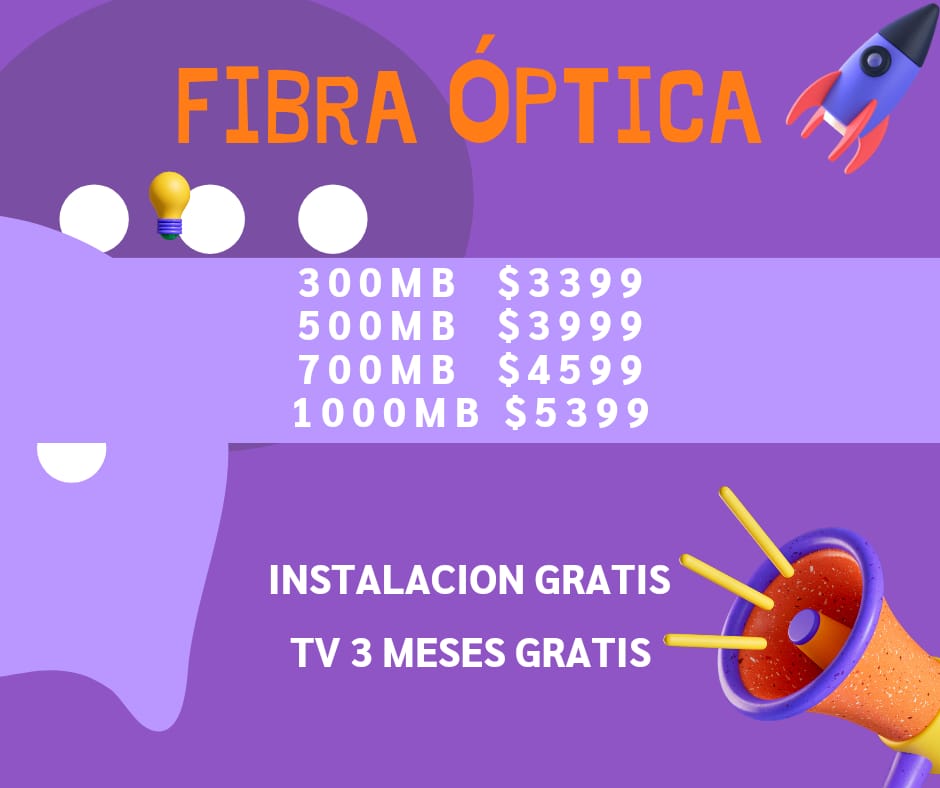 FIBRA ÓPTICA
300MB $3399
500MB $3999
700MB $4599
1000MB $5399
INSTALACION GRATIS
TV 3 MESES GRATIS